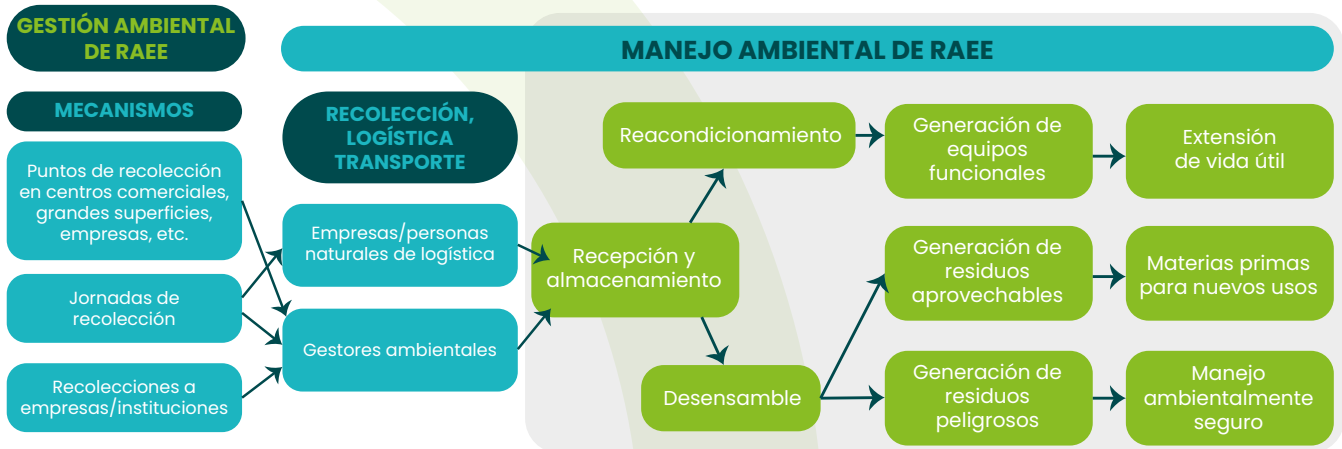 GESTIÓN AMBIENTAL
DE RAEE
MANEJO AMBIENTAL DE RAEE
MECANISMOS
Puntos de recolección
en centros comerciales,
grandes superficies,
empresas, etc.
Jornadas de
recolección
Recolecciones a
empresas/instituciones
RECOLECCIÓN,
LOGÍSTICA
TRANSPORTE
Empresas/personas
naturales de logística
Gestores ambientales
Recepción y
almacenamiento
Reacondicionamiento
Generación de
equipos
funcionales
Extensión
de vida útil
Desensamble
Generación de
residuos
aprovechables
Materias primas
para nuevos usos
Generación de
residuos
peligrosos
Manejo
ambientalmente
seguro